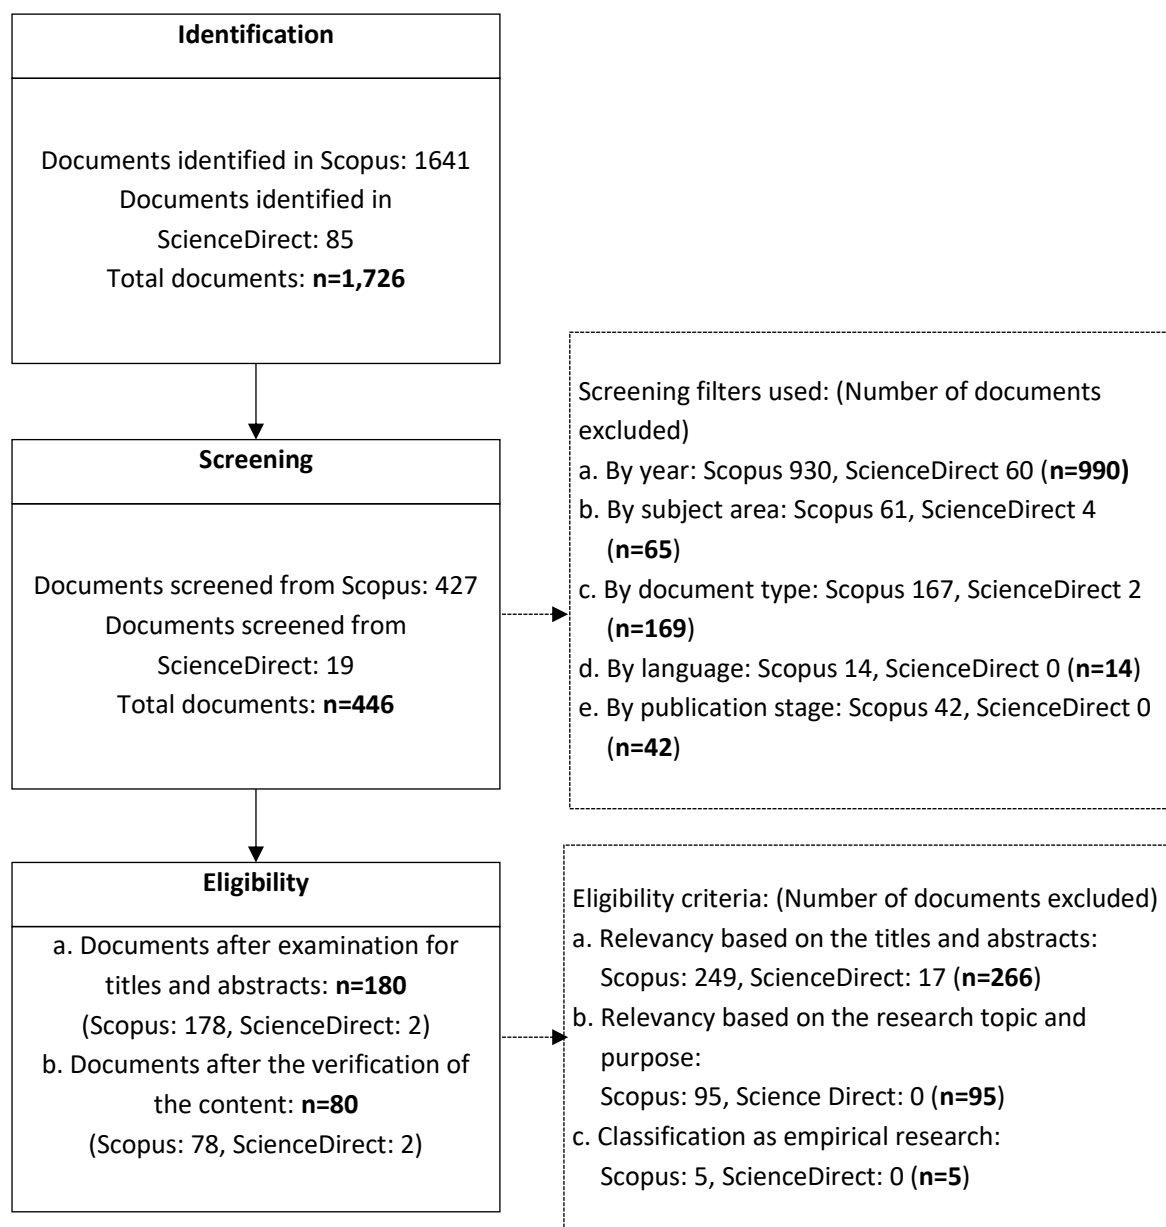 Identification
Documents identified in Scopus: 1641
Documents identified in
ScienceDirect: 85
Total documents: n=1,726
Screening filters used: (Number of documents
excluded)
a. By year: Scopus 930, ScienceDirect 60 (n=990)
b. By subject area: Scopus 61, ScienceDirect 4
(n=65)
c. By document type: Scopus 167, ScienceDirect 2
(n=169)
d. By language: Scopus 14, ScienceDirect 0 (n=14)
e. By publication stage: Scopus 42, ScienceDirect 0
(n=42)
Screening
Documents screened from Scopus: 427
Documents screened from
ScienceDirect: 19
Total documents: n=446
Eligibility
a. Documents after examination for
titles and abstracts: n=180
(Scopus: 178, ScienceDirect: 2)
b. Documents after the verification of
the content: n=80
(Scopus: 78, ScienceDirect: 2)
Eligibility criteria: (Number of documents excluded)
a. Relevancy based on the titles and abstracts:
Scopus: 249, ScienceDirect: 17 (n=266)
b. Relevancy based on the research topic and
purpose:
Scopus: 95, Science Direct: 0 (n=95)
c. Classification as empirical research:
Scopus: 5, ScienceDirect: 0 (n=5)